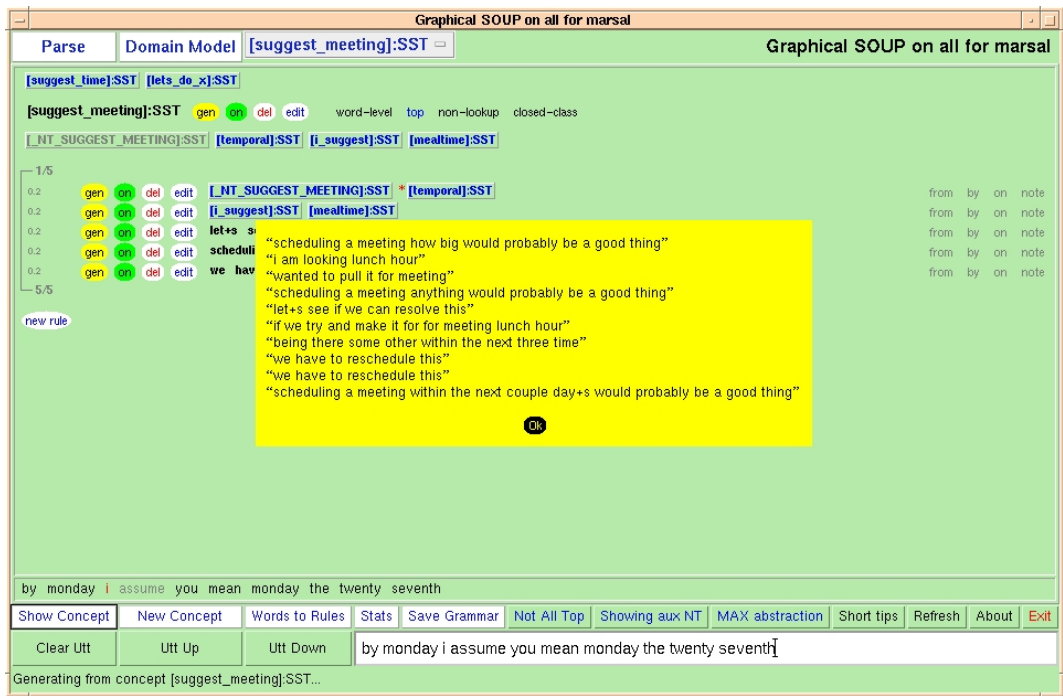 Graphical SOUP on all for marsal
Parse Domain Model [suggest_meeting]:SST Graphical SOUP on all for marsal
[suggest_time]:SST [lets_do_x]:SST
[suggest_meeting]:SST gen on del edit word-level top non-lookup closed-class
[_NT_SUGGEST_MEETING]:SST [temporal]:SST [i_suggest]:SST [mealtime]:SST
1/5
0.2 gen on del edit [_NT_SUGGEST_MEETING]:SST *[temporal]:SST from by on note
0.2 gen on del edit [i_suggest]:SST [mealtime]:SST from by on note
0.2 gen on del edit let+s from by on note
0.2 gen on del edit from by on note
0.2 gen on del edit we from by on note
5/5
new rule
“scheduling a meeting how big would probably be a good thing”
“i am looking lunch hour”
“wanted to pull it for meeting”
“scheduling a meeting anything would probably be a good thing”
“let+s see if we can resolve this”
“if we try and make it for for meeting lunch hour”
“being there some other within the next three time”
“we have to reschedule this”
“we have to reschedule this”
“scheduling a meeting within the next couple day+s would probably be a good thing”
Ok
by monday i assume you mean monday the twenty seventh
Show Concept New Concept Words to Rules Stats Save Grammar Not All Top Showing aux NT MAX abstraction Short tips Refresh About Exit
Clear Utt Utt Up Utt Down by monday i assume you mean monday the twenty seventh
Generating from concept [suggest_meeting]:SST...